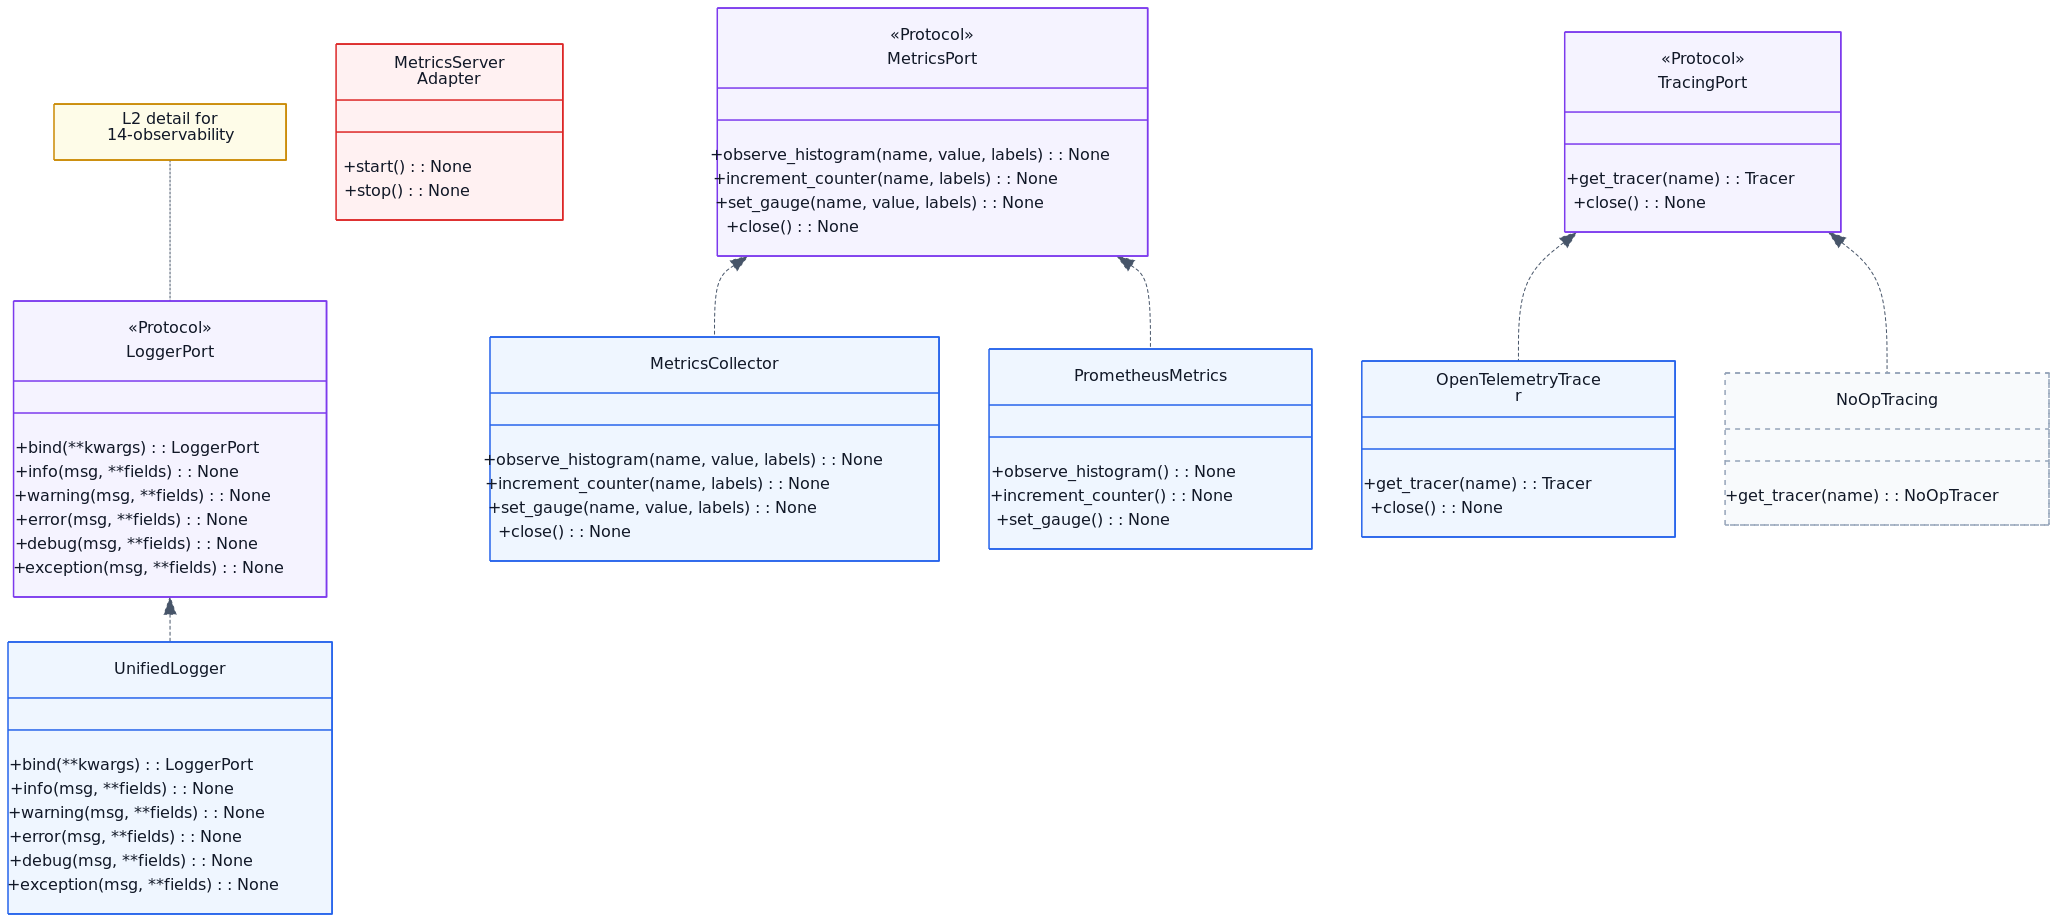 L2 detail for
14-observability
«Protocol»
LoggerPort
+bind(**kwargs) : : LoggerPort
+info(msg, **fields) : : None
+warning(msg, **fields) : : None
+error(msg, **fields) : : None
+debug(msg, **fields) : : None
+exception(msg, **fields) : : None
UnifiedLogger
+bind(**kwargs) : : LoggerPort
+info(msg, **fields) : : None
+warning(msg, **fields) : : None
+error(msg, **fields) : : None
+debug(msg, **fields) : : None
+exception(msg, **fields) : : None
MetricsServer
Adapter
+start() : : None
+stop() : : None
«Protocol»
MetricsPort
+observe_histogram(name, value, labels) : : None
+increment_counter(name, labels) : : None
+set_gauge(name, value, labels) : : None
+close() : : None
MetricsCollector
+observe_histogram(name, value, labels) : : None
+increment_counter(name, labels) : : None
+set_gauge(name, value, labels) : : None
+close() : : None
PrometheusMetrics
+observe_histogram() : : None
+increment_counter() : : None
+set_gauge() : : None
«Protocol»
TracingPort
+get_tracer(name) : : Tracer
+close() : : None
OpenTelemetryTrace
r
+get_tracer(name) : : Tracer
+close() : : None
NoOpTracing
+get_tracer(name) : : NoOpTracer